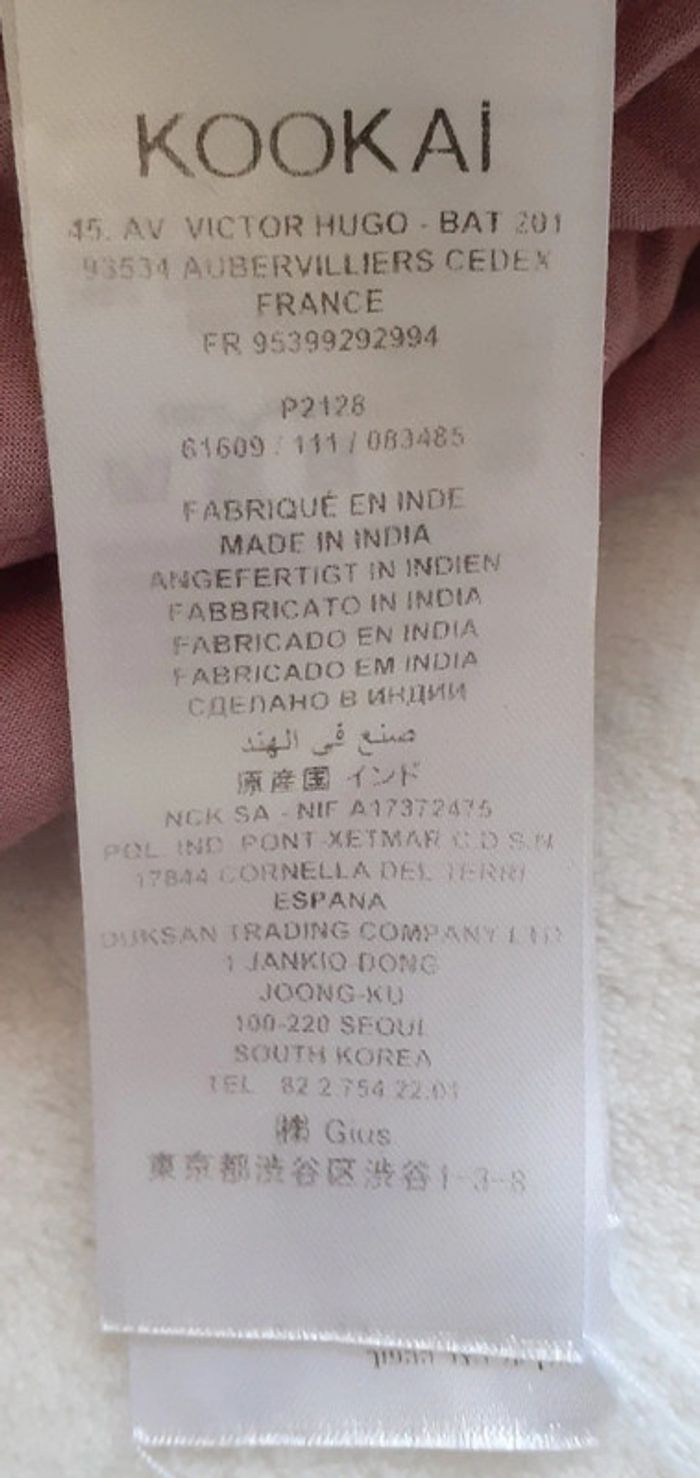 KOOKAÏ
45. AV VICTOR HUGO - BAT 201
93534 AUBERVILLIERS CEDEX
FRANCE
FR 95399292994
P2128
61609 / 111 / 083485
FABRIQUÉ EN INDE
MADE IN INDIA
ANGEFERTIGT IN INDIEN
FABBRICATO IN INDIA
FABRICADO EN INDIA
FABRICADO EM INDIA
СДЕЛАНО В ИНДИИ
صنع في الهند
原産国 インド
NCK SA - NIF A17372475
POL. IND. PONT-XETMAR C.D S.N
17844 CORNELLA DEL TERRI
ESPANA
DUKSAN TRADING COMPANY LTD
1 JANKIO-DONG
JOONG-KU
100-220 SEOUL
SOUTH KOREA
TEL 82 2 754 22.01
㈱ Gius
東京都渋谷区渋谷1-3-8